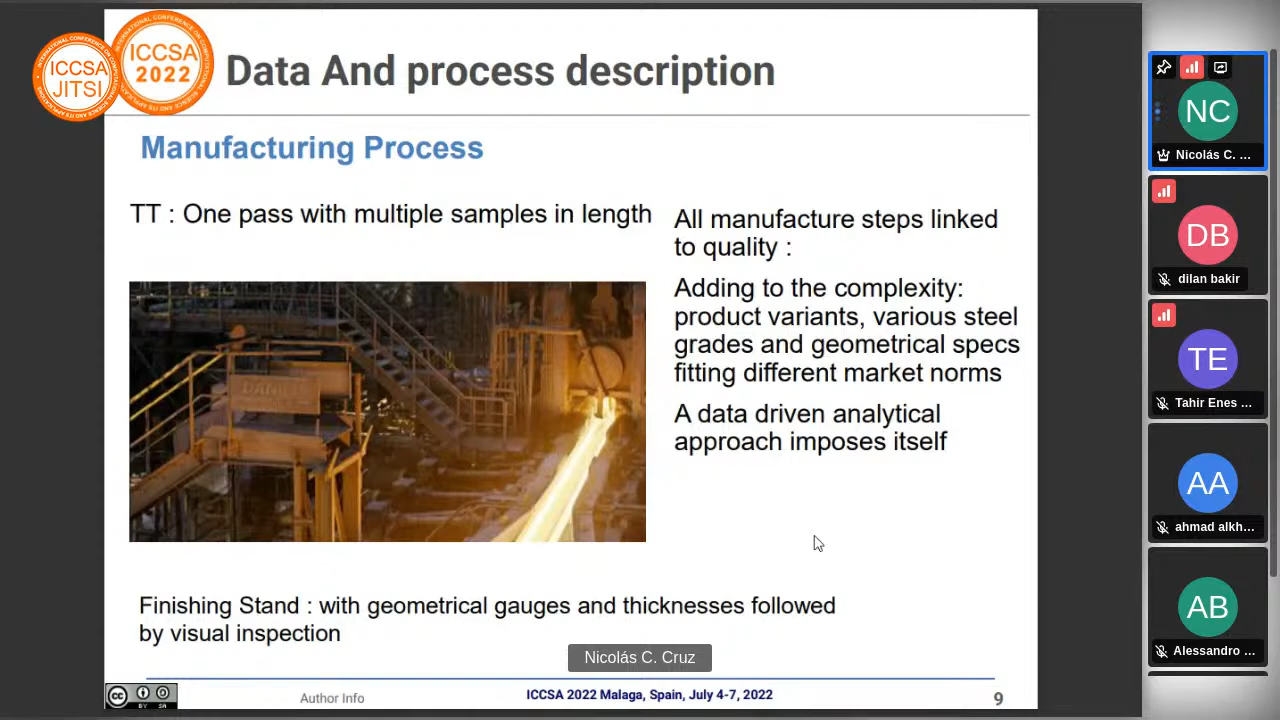 ICCSA
JITSI
ICCSA
2022
Data And process description
Manufacturing Process
TT : One pass with multiple samples in length
All manufacture steps linked
to quality :
Adding to the complexity:
product variants, various steel
grades and geometrical specs
fitting different market norms
A data driven analytical
approach imposes itself
Finishing Stand : with geometrical gauges and thicknesses followed
by visual inspection
Nicolás C. Cruz
cc
BY SA
Author Info
ICCSA 2022 Malaga, Spain, July 4-7, 2022
9
NC
Nicolás C. ...
DB
dilan bakir
TE
Tahir Enes ...
AA
ahmad alkh...
AB
Alessandro ...